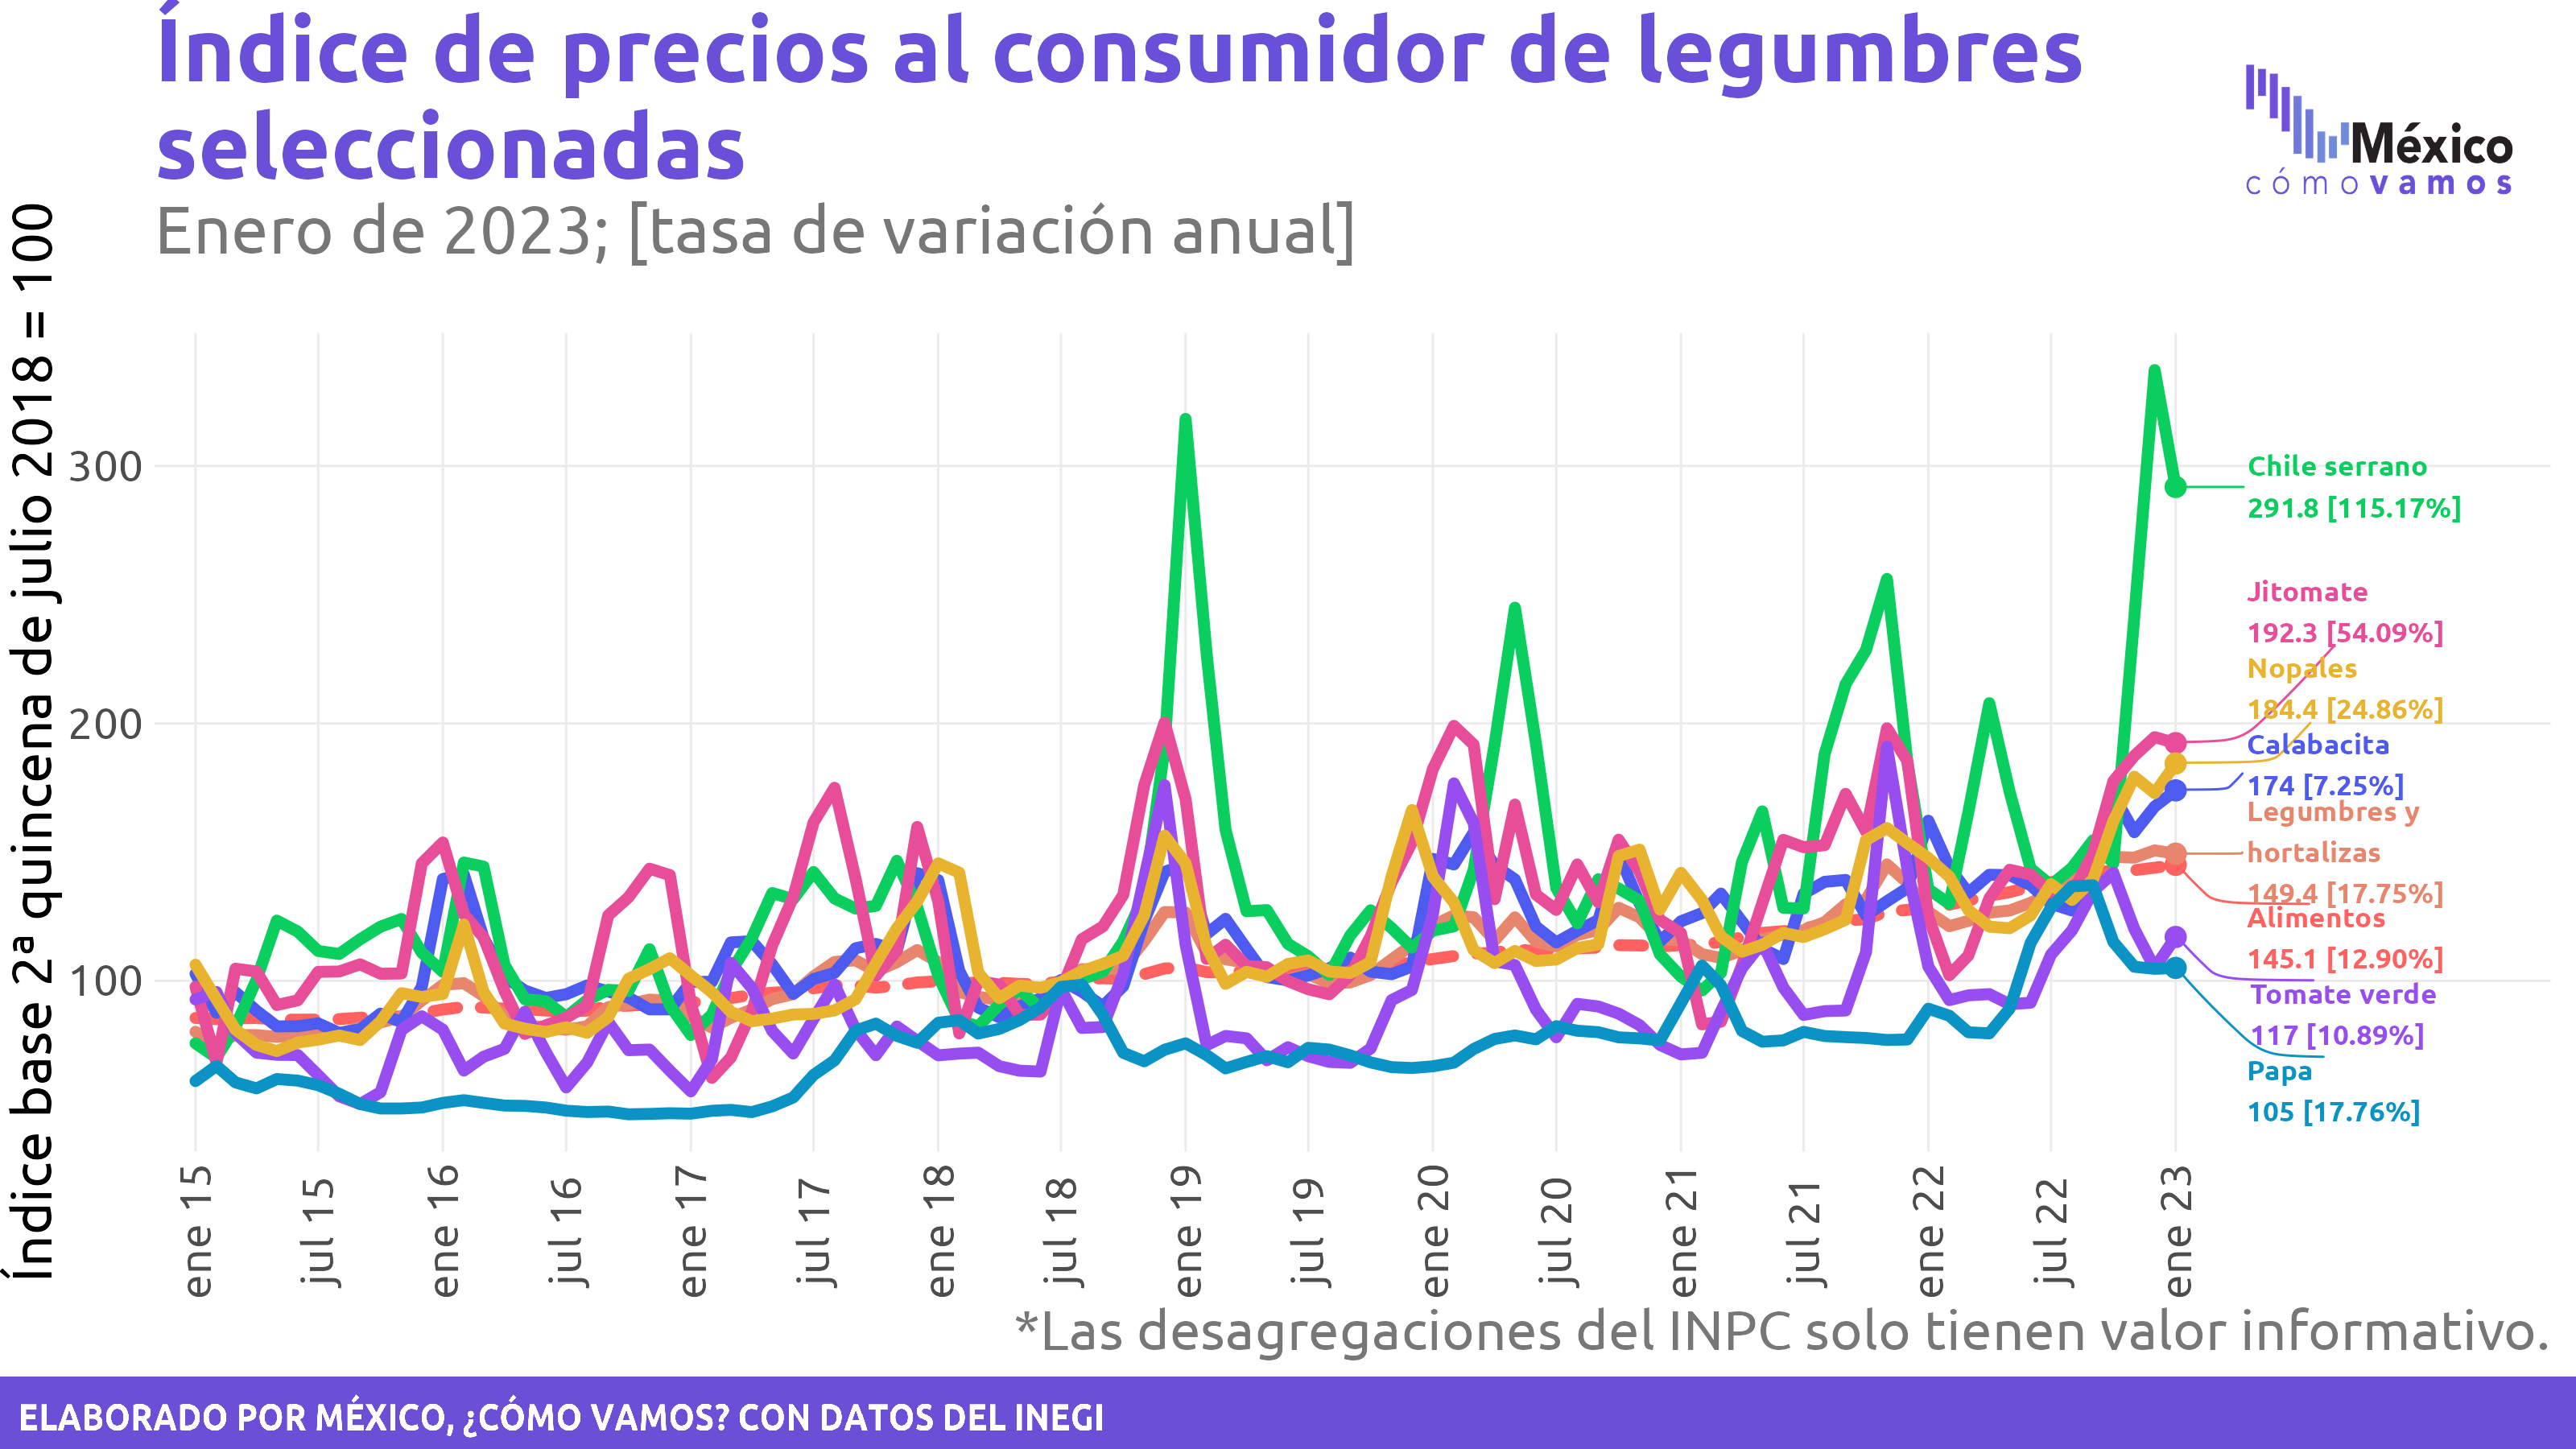 Índice de precios al consumidor de legumbres
seleccionadas
Enero de 2023; [tasa de variación anual]
México
cómo vamos
Índice base 2ª quincena de julio 2018 = 100
300
200
100
Chile serrano
291.8 [115.17%]
Jitomate
192.3 [54.09%]
Nopales
184.4 [24.86%]
Calabacita
174 [7.25%]
Legumbres y
hortalizas
149.4 [17.75%]
Alimentos
145.1 [12.90%]
Tomate verde
117 [10.89%]
Papa
105 [17.76%]
ene 15
jul 15
ene 16
jul 16
ene 17
jul 17
ene 18
jul 18
ene 19
jul 19
ene 20
jul 20
ene 21
jul 21
ene 22
jul 22
ene 23
*Las desagregaciones del INPC solo tienen valor informativo.
ELABORADO POR MÉXICO, ¿CÓMO VAMOS? CON DATOS DEL INEGI